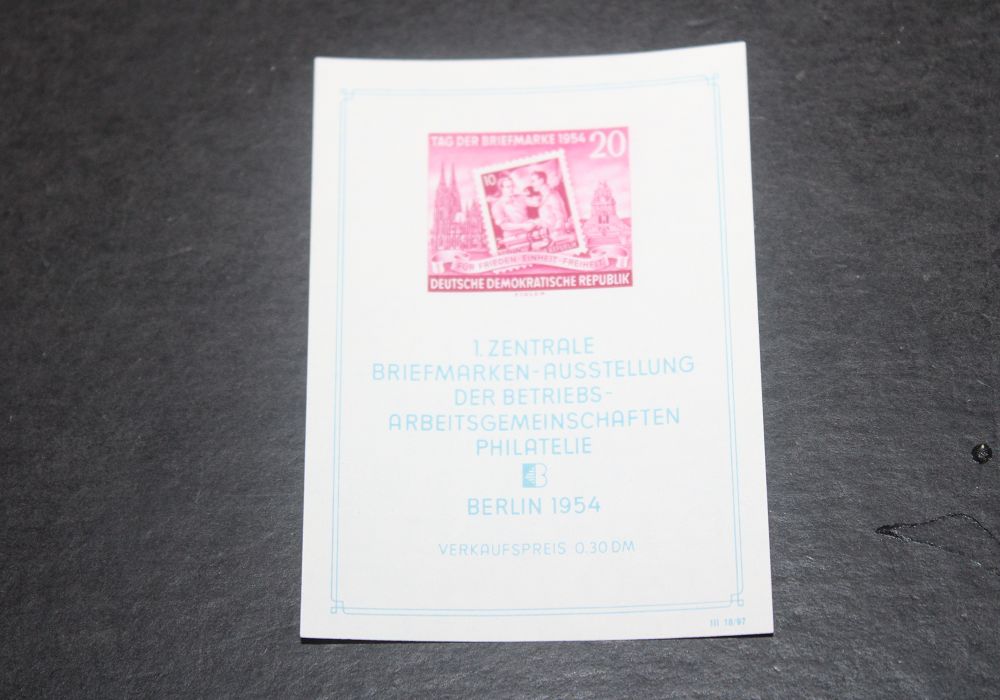 TAG DER BRIEFMARKE 1954 20
10
FÜR FRIEDEN · EINHEIT · FREIHEIT
DEUTSCHE DEMOKRATISCHE REPUBLIK
1. ZENTRALE
BRIEFMARKEN-AUSSTELLUNG
DER BETRIEBS-
ARBEITSGEMEINSCHAFTEN
PHILATELIE
B
BERLIN 1954
VERKAUFSPREIS 0.30 DM
III 18/97